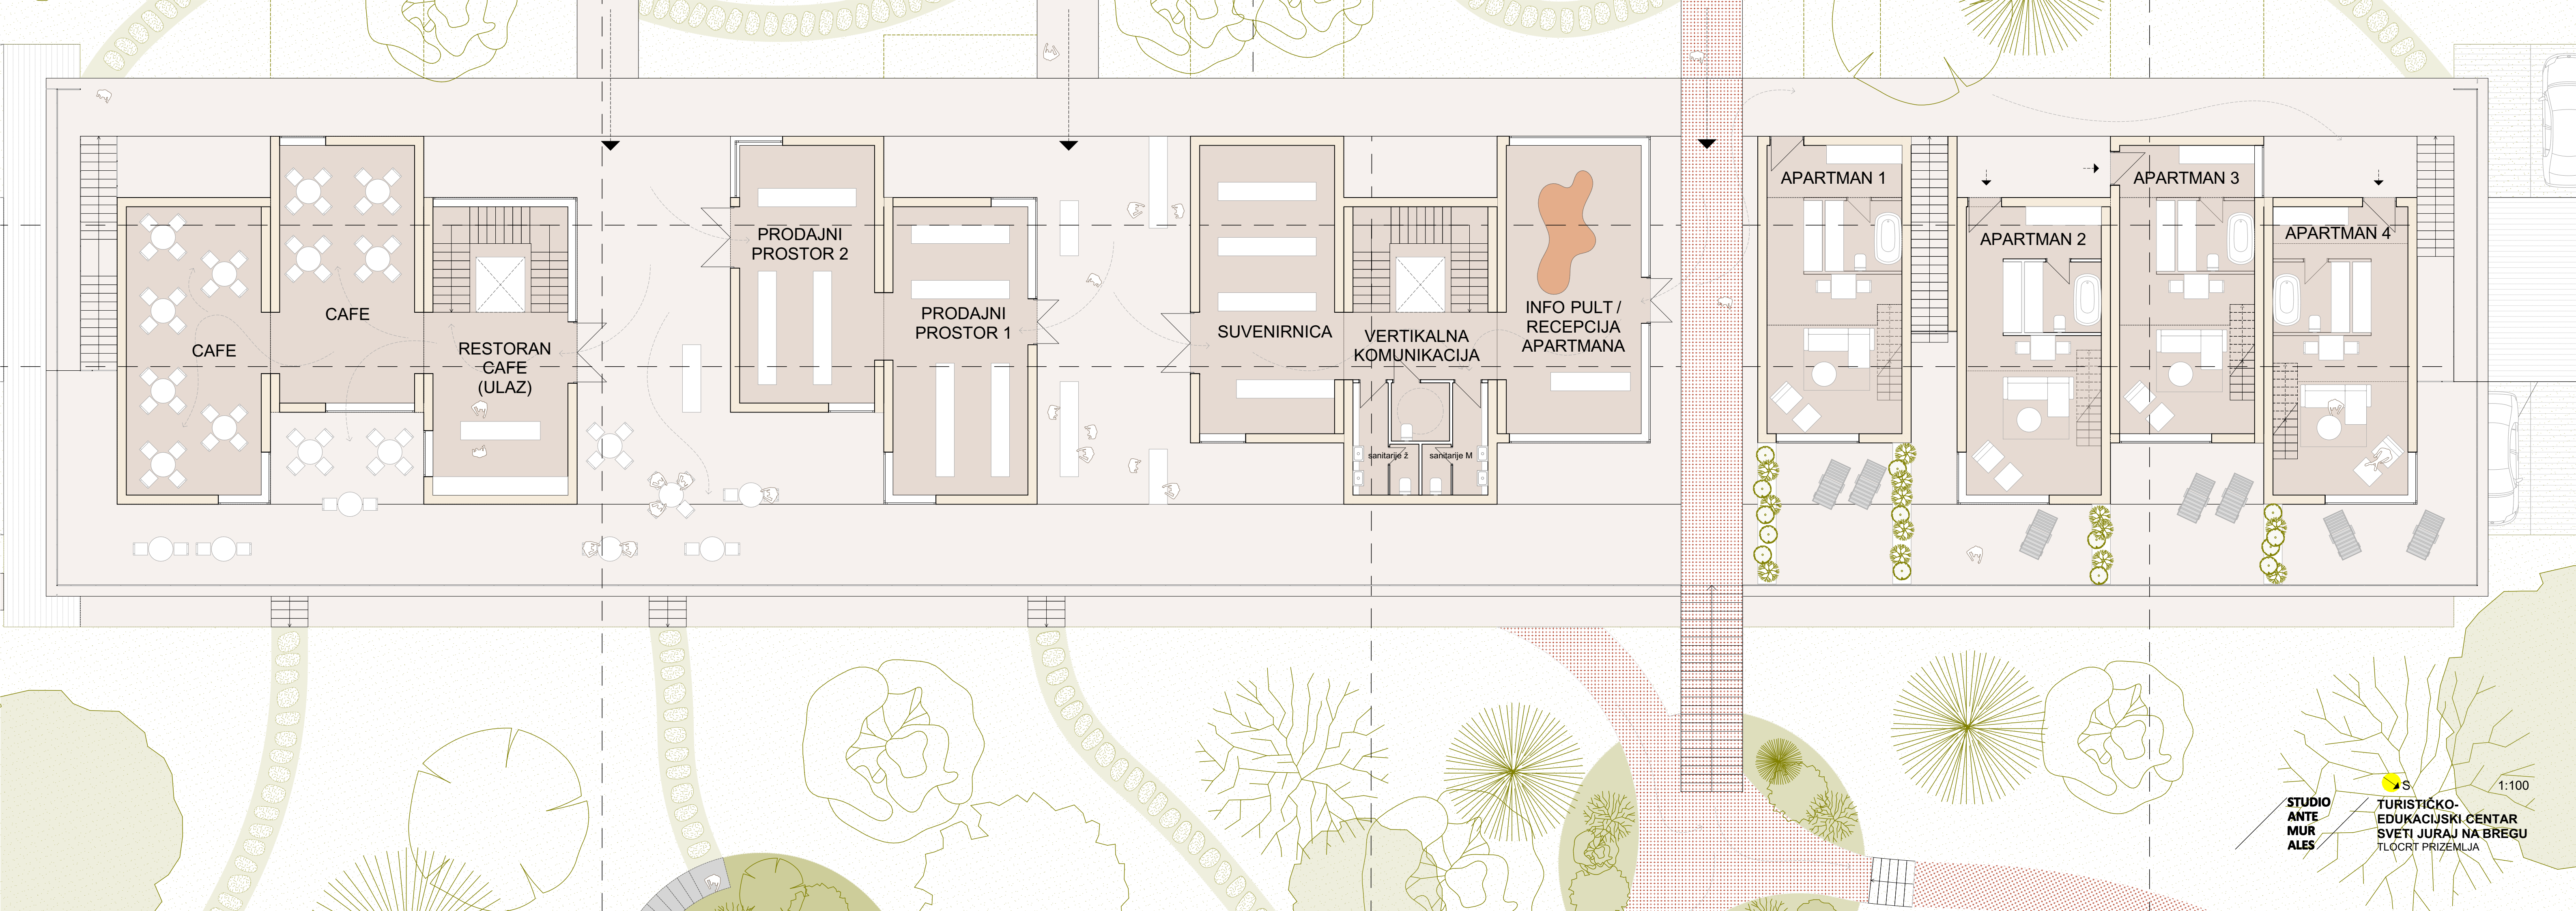 CAFE
CAFE
RESTORAN
CAFE
(ULAZ)
PRODAJNI
PROSTOR 2
PRODAJNI
PROSTOR 1
SUVENIRNICA
VERTIKALNA
KOMUNIKACIJA
sanitarije ž
sanitarije M
INFO PULT /
RECEPCIJA
APARTMANA
APARTMAN 1
APARTMAN 2
APARTMAN 3
APARTMAN 4
S
1:100
STUDIO
ANTE
MUR
ALES
TURISTIČKO-
EDUKACIJSKI CENTAR
SVETI JURAJ NA BREGU
TLOCRT PRIZEMLJA